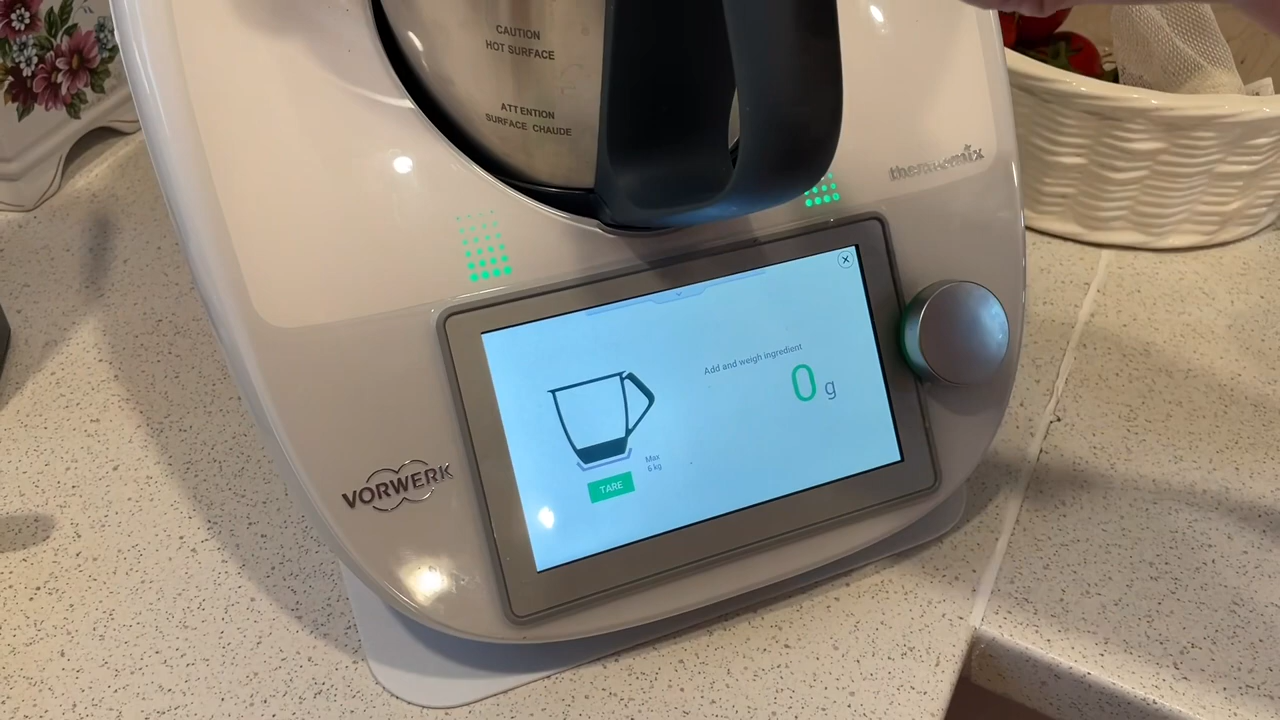 CAUTION
HOT SURFACE
ATTENTION
SURFACE CHAUDE
thermomix
Add and weigh ingredient
0 g
Max
6 kg
TARE
VORWERK